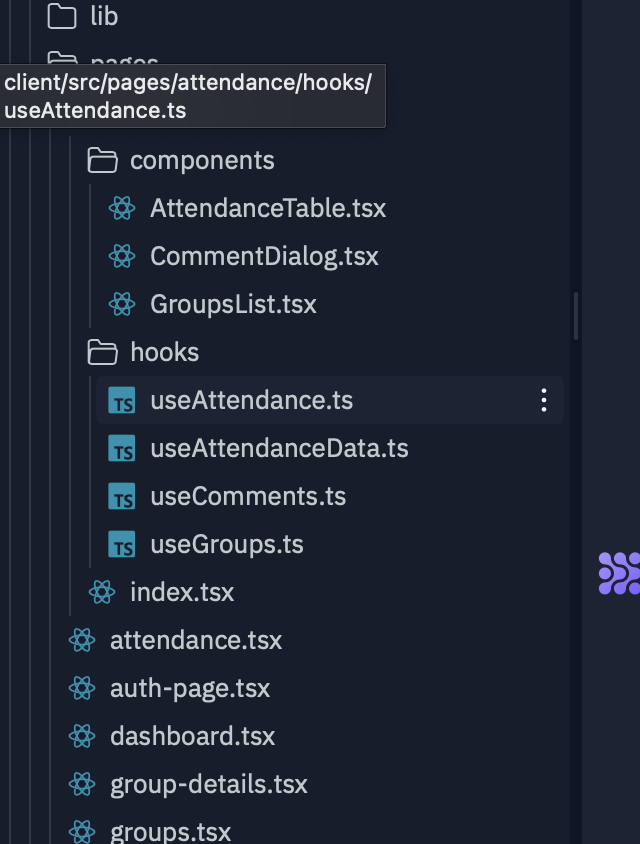 lib
pages
client/src/pages/attendance/hooks/
useAttendance.ts
components
AttendanceTable.tsx
CommentDialog.tsx
GroupsList.tsx
hooks
TS useAttendance.ts
TS useAttendanceData.ts
TS useComments.ts
TS useGroups.ts
index.tsx
attendance.tsx
auth-page.tsx
dashboard.tsx
group-details.tsx
groups.tsx